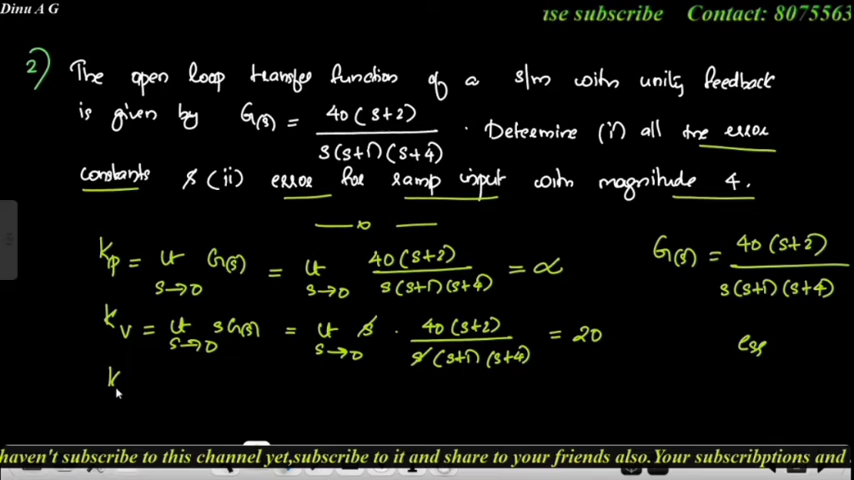 Dinu A G
ise subscribe Contact: 8075563
2) The open loop transfer function of a s/m with unity feedback
is given by G(s) = 40(s+2) / s(s+1)(s+4) . Determine (i) all the error
constants & (ii) error for ramp input with magnitude 4.
Kp = Lt s→0 G(s) = Lt s→0 40(s+2) / s(s+1)(s+4) = ∝
G(s) = 40(s+2) / s(s+1)(s+4)
Kv = Lt s→0 sG(s) = Lt s→0 s · 40(s+2) / s(s+1)(s+4) = 20
ess
K
haven't subscribe to this channel yet,subscribe to it and share to your friends also.Your subscribptions and